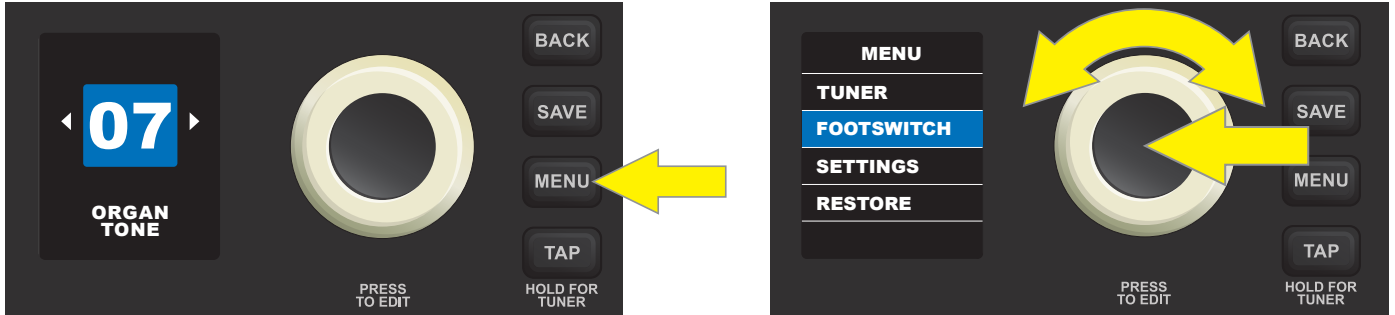 07
ORGAN
TONE
PRESS
TO EDIT
BACK
SAVE
MENU
TAP
HOLD FOR
TUNER
MENU
TUNER
FOOTSWITCH
SETTINGS
RESTORE
PRESS
TO EDIT
BACK
SAVE
MENU
TAP
HOLD FOR
TUNER